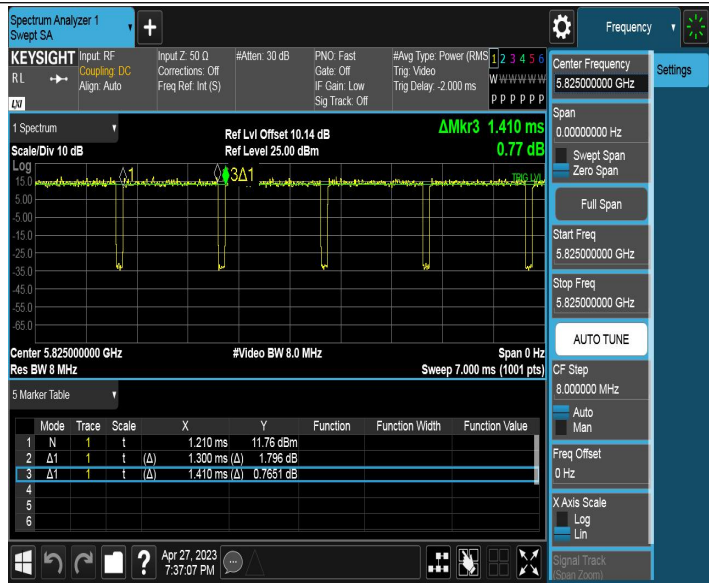 Spectrum Analyzer 1
Swept SA
+
Frequency
KEYSIGHT
Input: RF
Input Z: 50 Ω
#Atten: 30 dB
PNO: Fast
#Avg Type: Power (RMS
1 2 3 4 5 6
RL
Coupling: DC
Corrections: Off
Gate: Off
Trig: Video
W W W W W W
Align: Auto
Freq Ref: Int (S)
IF Gain: Low
Trig Delay: -2.000 ms
P P P P P P
Sig Track: Off
LXI
1 Spectrum
Ref Lvl Offset 10.14 dB
ΔMkr3 1.410 ms
Scale/Div 10 dB
Ref Level 25.00 dBm
0.77 dB
Log
1
3Δ1
TRIG LVL
15.0
5.00
-5.00
-15.0
-25.0
-35.0
-45.0
-55.0
-65.0
Center 5.825000000 GHz
#Video BW 8.0 MHz
Span 0 Hz
Res BW 8 MHz
Sweep 7.000 ms (1001 pts)
5 Marker Table
Mode Trace Scale X Y Function Function Width Function Value
1 N 1 t 1.210 ms 11.76 dBm
2 Δ1 1 t (Δ) 1.300 ms (Δ) 1.796 dB
3 Δ1 1 t (Δ) 1.410 ms (Δ) 0.7651 dB
4
5
6
?
Apr 27, 2023
7:37:07 PM
Center Frequency
5.825000000 GHz
Settings
Span
0.00000000 Hz
Swept Span
Zero Span
Full Span
Start Freq
5.825000000 GHz
Stop Freq
5.825000000 GHz
AUTO TUNE
CF Step
8.000000 MHz
Auto
Man
Freq Offset
0 Hz
X Axis Scale
Log
Lin
Signal Track
(Span Zoom)